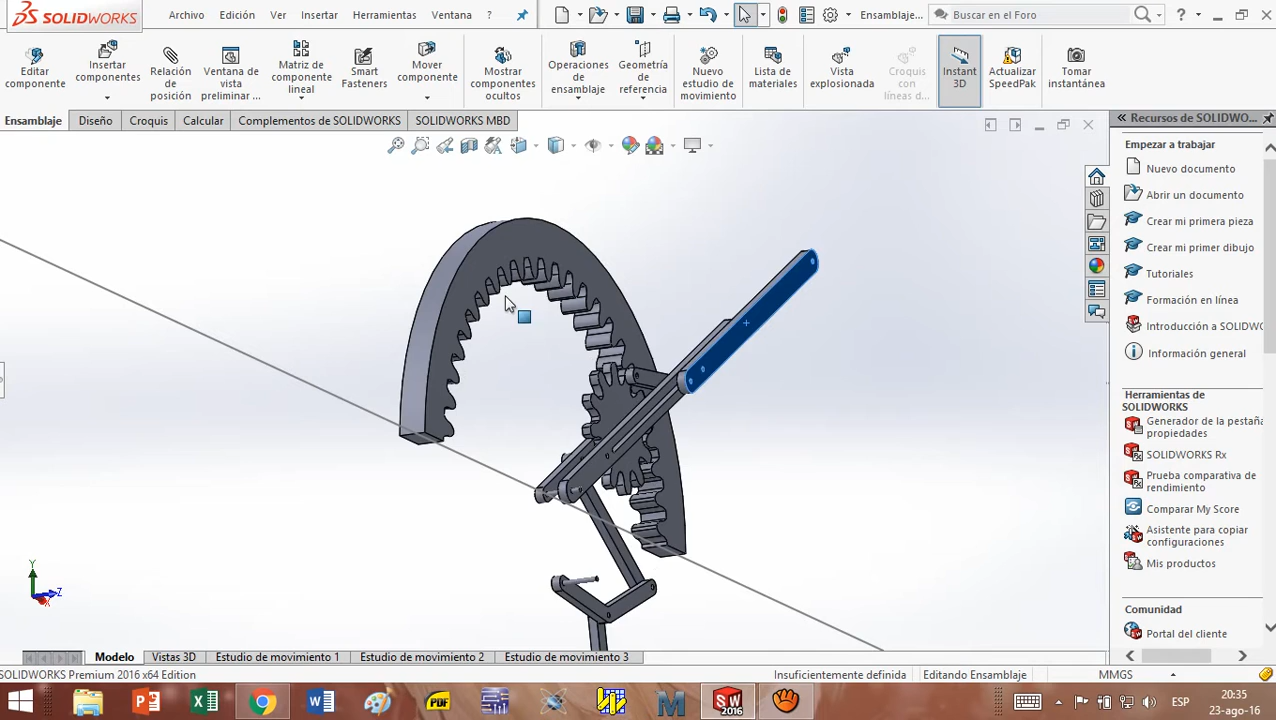 SOLIDWORKS
Archivo Edición Ver Insertar Herramientas Ventana ?
Ensamblaje...
Buscar en el Foro
Editar componente
Insertar componentes
Relación de posición
Ventana de vista preliminar ...
Matriz de componente lineal
Smart Fasteners
Mover componente
Mostrar componentes ocultos
Operaciones de ensamblaje
Geometría de referencia
Nuevo estudio de movimiento
Lista de materiales
Vista explosionada
Croquis con líneas d...
Instant 3D
Actualizar SpeedPak
Tomar instantánea
Ensamblaje Diseño Croquis Calcular Complementos de SOLIDWORKS SOLIDWORKS MBD
Recursos de SOLIDWO...
Empezar a trabajar
Nuevo documento
Abrir un documento
Crear mi primera pieza
Crear mi primer dibujo
Tutoriales
Formación en línea
Introducción a SOLIDW
Información general
Herramientas de
SOLIDWORKS
Generador de la pestaña
propiedades
SOLIDWORKS Rx
Prueba comparativa de
rendimiento
Comparar My Score
Asistente para copiar
configuraciones
Mis productos
Comunidad
Portal del cliente
Y
Z
X
Modelo Vistas 3D Estudio de movimiento 1 Estudio de movimiento 2 Estudio de movimiento 3
SOLIDWORKS Premium 2016 x64 Edition
Insuficientemente definida
Editando Ensamblaje
MMGS
PDF
SW
2016
ESP
20:35
23-ago-16